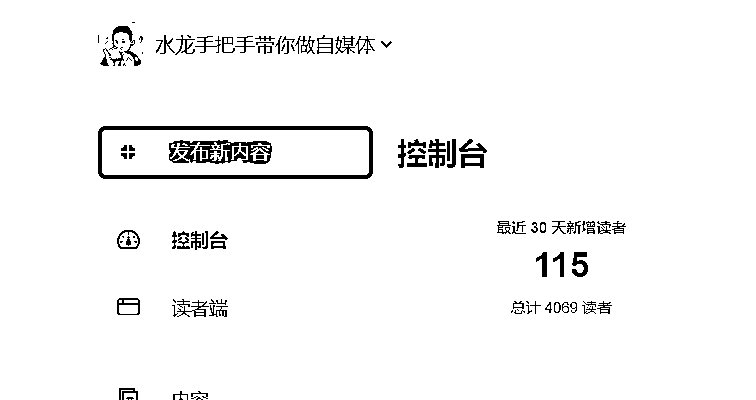 水龙手把手带你做自媒体
发布新内容
控制台
控制台
最近 30 天新增读者
115
读者端
总计 4069 读者
内容